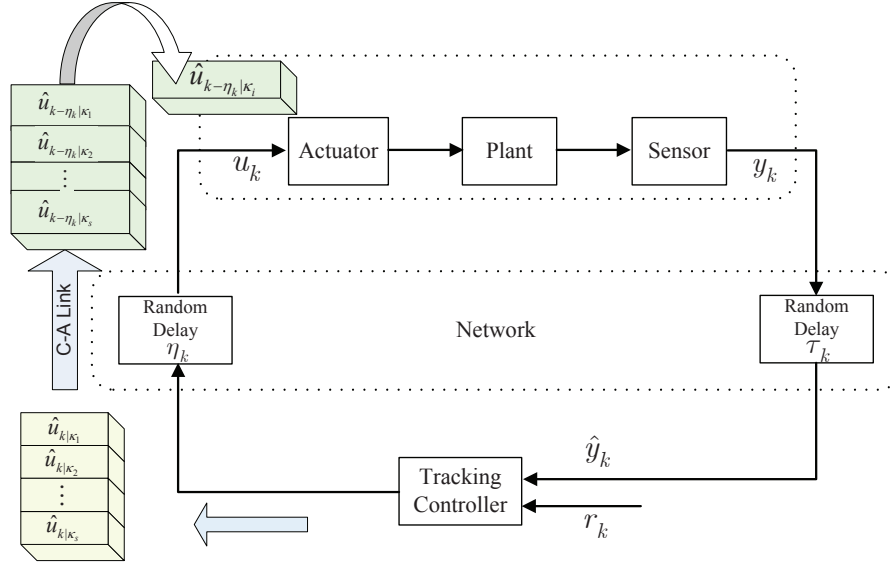 û_{k−η_k|κ_i}
û_{k−η_k|κ_1}
û_{k−η_k|κ_2}
⋮
û_{k−η_k|κ_s}
Actuator
Plant
Sensor
u_k
y_k
C-A Link
Random
Delay
η_k
Network
Random
Delay
τ_k
û_{k|κ_1}
û_{k|κ_2}
⋮
û_{k|κ_s}
Tracking
Controller
ŷ_k
r_k